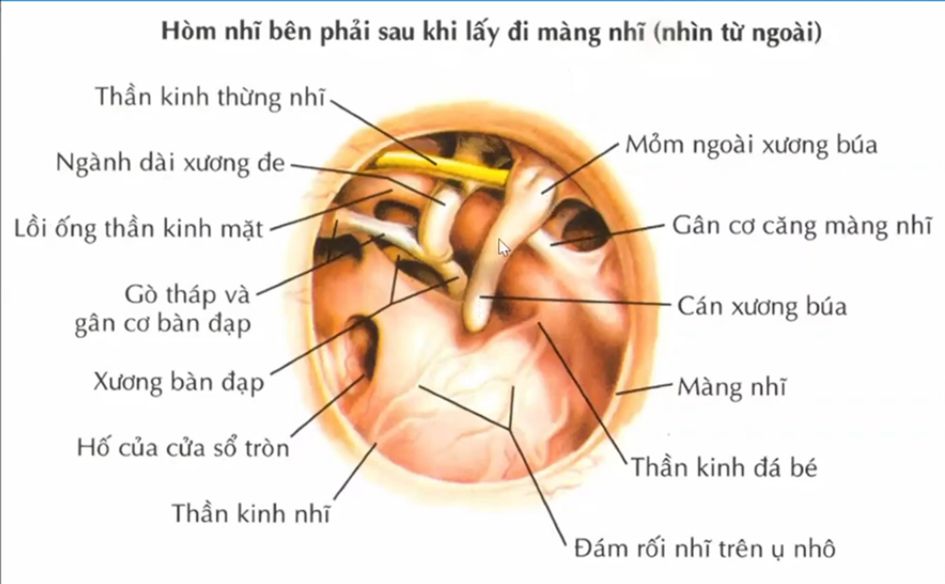 Hòm nhĩ bên phải sau khi lấy đi màng nhĩ (nhìn từ ngoài)
Thần kinh thừng nhĩ
Ngành dài xương đe
Lồi ống thần kinh mặt
Gò tháp và
gân cơ bàn đạp
Xương bàn đạp
Hố của cửa sổ tròn
Thần kinh nhĩ
Mỏm ngoài xương búa
Gân cơ căng màng nhĩ
Cán xương búa
Màng nhĩ
Thần kinh đá bé
Đám rối nhĩ trên ụ nhô